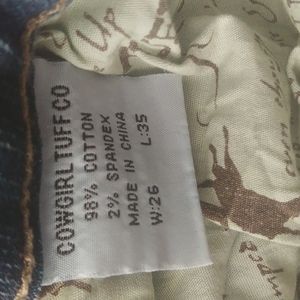 COWGIRL TUFF CO
98% COTTON
2% SPANDEX
MADE IN CHINA
L:35
W:26